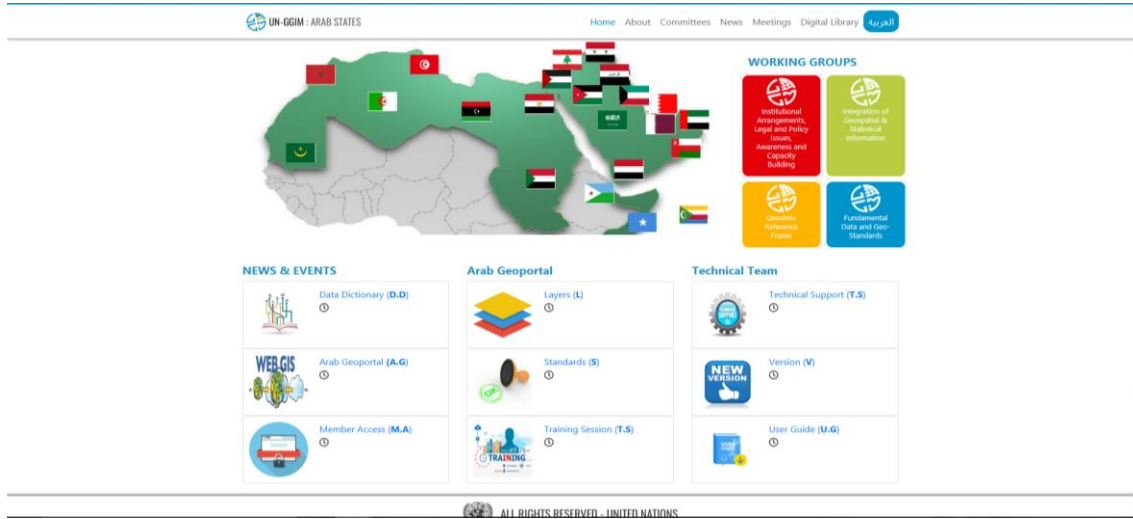 UN-GGIM : ARAB STATES
Home About Committees News Meetings Digital Library العربية
WORKING GROUPS
Institutional
Arrangements,
Legal and Policy
Issues,
Awareness and
Capacity
Building
Integration of
Geospatial &
Statistical
Information
Geodetic
Reference
Frame
Fundamental
Data and Geo-
Standards
NEWS & EVENTS
Data Dictionary (D.D)
WEB GIS
Arab Geoportal (A.G)
Member Access (M.A)
Arab Geoportal
Layers (L)
Standards (S)
OK
Training Session (T.S)
TRAINING
Technical Team
Technical Support (T.S)
SUPPORT
Version (V)
NEW
VERSION
User Guide (U.G)
ALL RIGHTS RESERVED - UNITED NATIONS